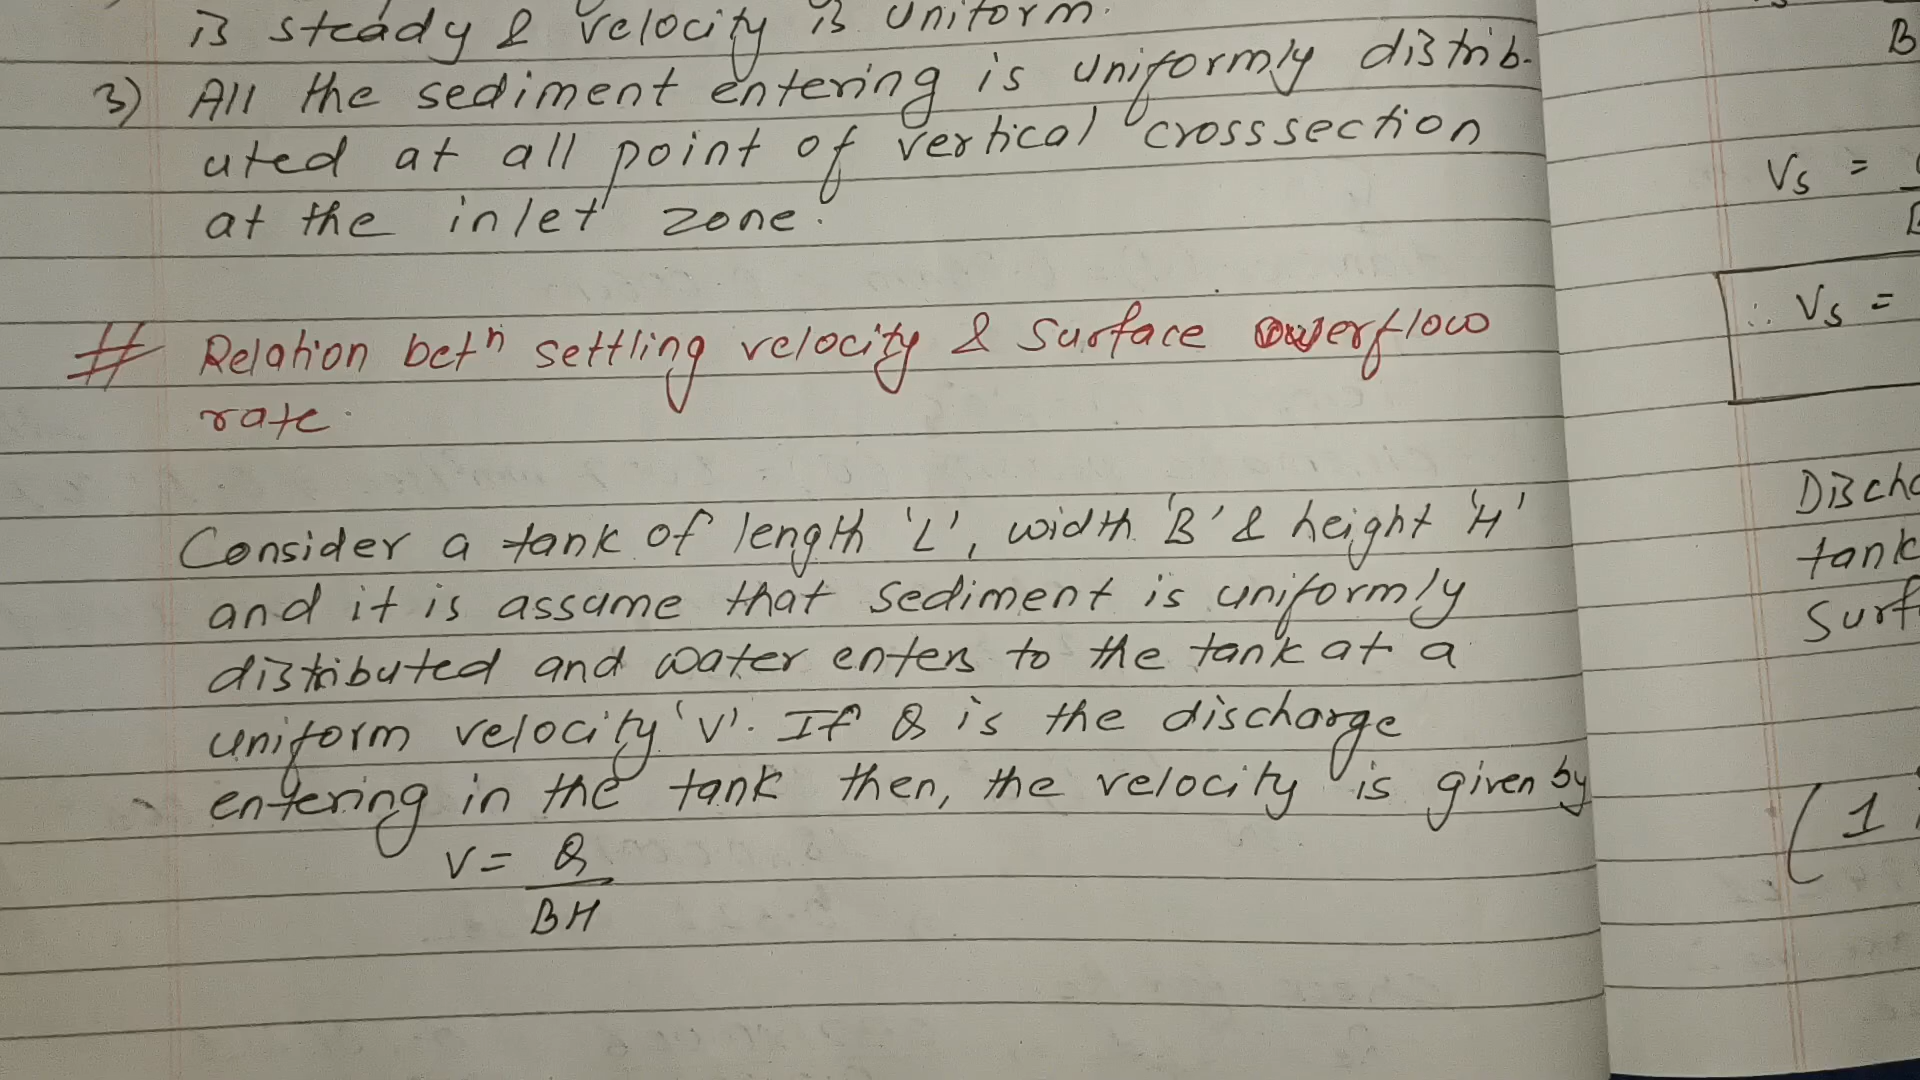 is steady & velocity is uniform.
3) All the sediment entering is uniformly distrib-
uted at all point of vertical crosssection
at the inlet zone.
# Relation betn settling velocity & surface overflow
rate.
Consider a tank of length 'L', width 'B' & height 'H'
and it is assume that sediment is uniformly
distributed and water enters to the tank at a
uniform velocity 'V'. If Q is the discharge
entering in the tank then, the velocity is given by
V = Q
BH
B
Vs =
∴ Vs =
Discha
tank
Surf
( 1